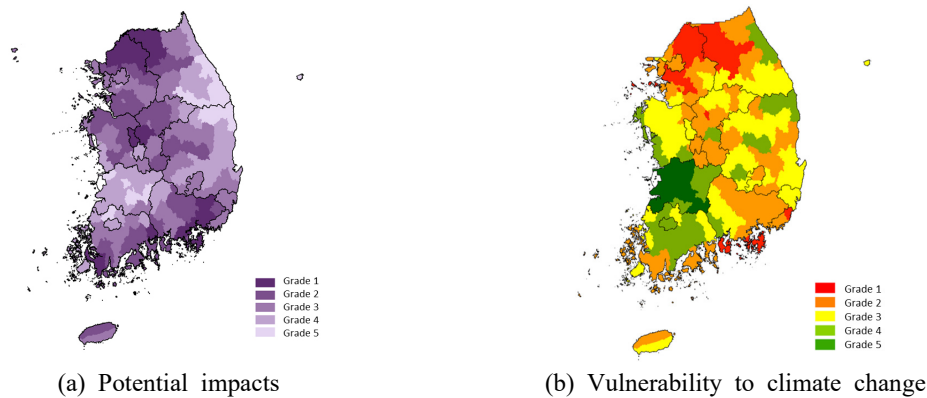 Grade 1
Grade 2
Grade 3
Grade 4
Grade 5
Grade 1
Grade 2
Grade 3
Grade 4
Grade 5
(a) Potential impacts
(b) Vulnerability to climate change